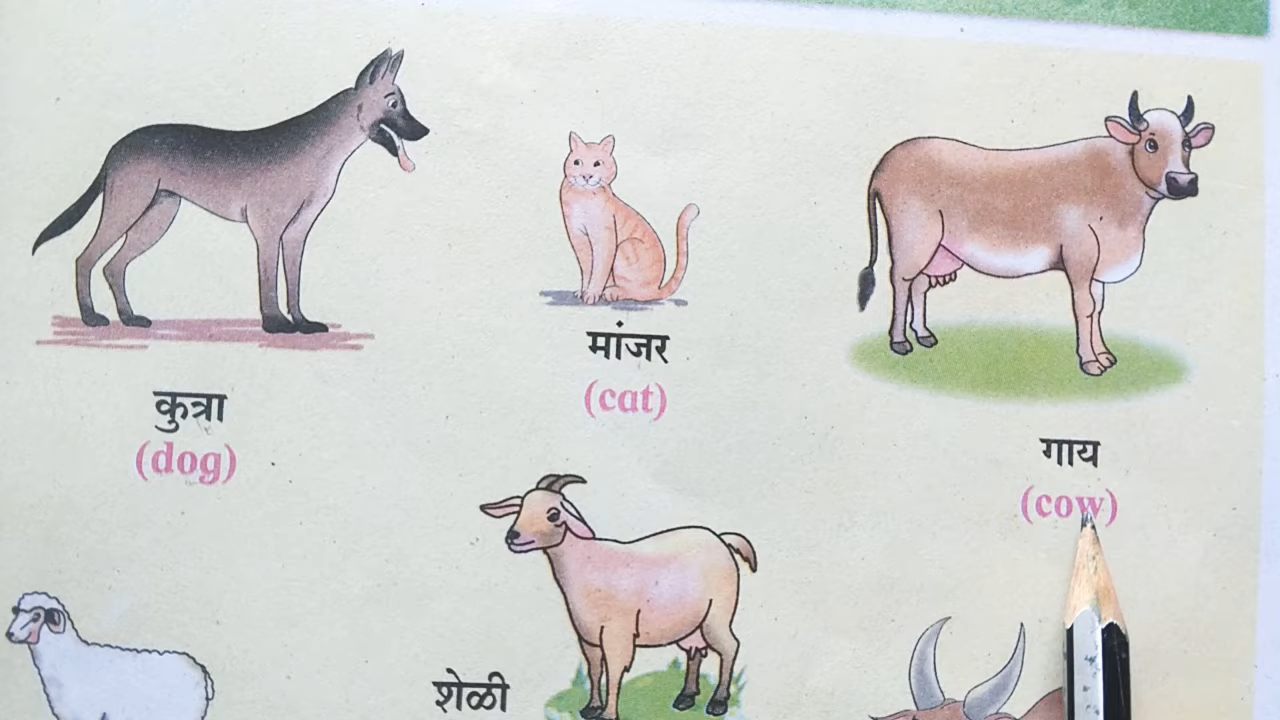 कुत्रा
(dog)
मांजर
(cat)
गाय
(cow)
शेळी